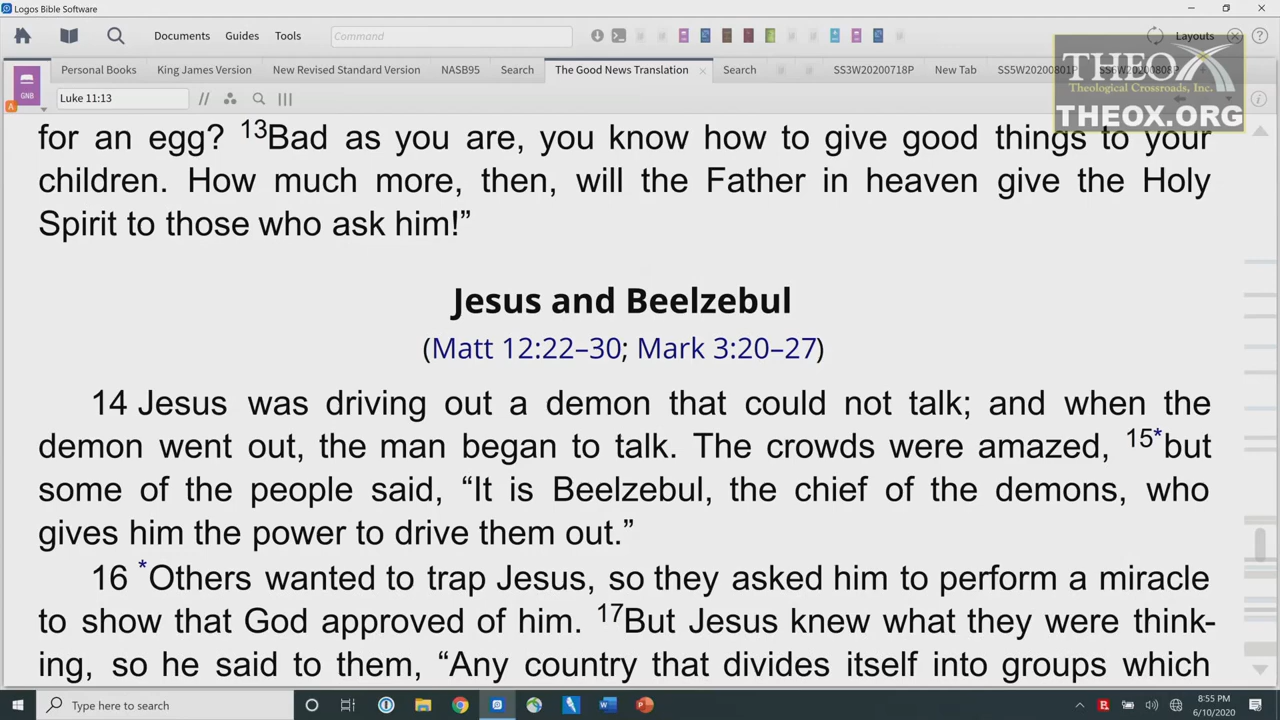 Logos Bible Software
Documents Guides Tools Command Layouts
Personal Books King James Version New Revised Standard Vers NASB95 Search The Good News Translation Search SS3W20200718P New Tab SS5W20200801P SS6W20200808P
THEOX
Theological Crossroads, Inc.
THEOX.ORG
GNB Luke 11:13
for an egg? 13Bad as you are, you know how to give good things to your
children. How much more, then, will the Father in heaven give the Holy
Spirit to those who ask him!”
Jesus and Beelzebul
(Matt 12:22–30; Mark 3:20–27)
14 Jesus was driving out a demon that could not talk; and when the
demon went out, the man began to talk. The crowds were amazed, 15*but
some of the people said, “It is Beelzebul, the chief of the demons, who
gives him the power to drive them out.”
16 *Others wanted to trap Jesus, so they asked him to perform a miracle
to show that God approved of him. 17But Jesus knew what they were think-
ing, so he said to them, “Any country that divides itself into groups which
Type here to search
8:55 PM
6/10/2020